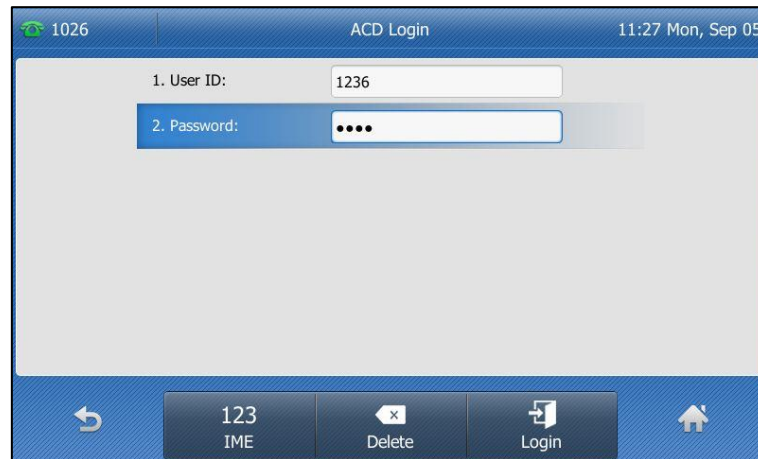 1026 ACD Login 11:27 Mon, Sep 05
1. User ID: 1236
2. Password: ••••
123
IME Delete Login